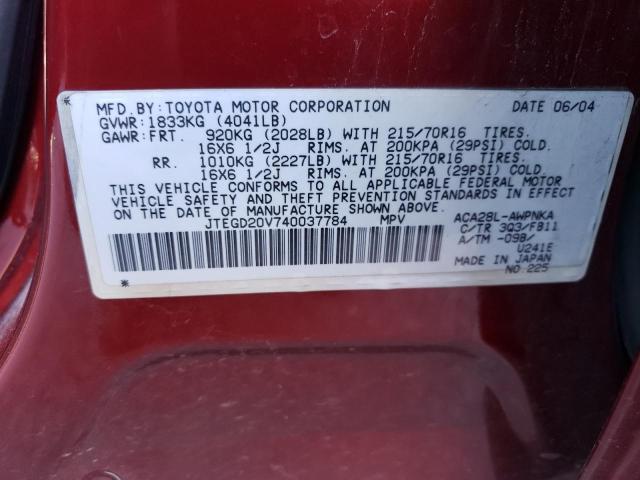 MFD.BY:TOYOTA MOTOR CORPORATION DATE 06/04
GVWR:1833KG (4041LB)
GAWR:FRT. 920KG (2028LB) WITH 215/70R16 TIRES.
16X6 1/2J RIMS. AT 200KPA (29PSI) COLD.
RR. 1010KG (2227LB) WITH 215/70R16 TIRES.
16X6 1/2J RIMS. AT 200KPA (29PSI) COLD.
THIS VEHICLE CONFORMS TO ALL APPLICABLE FEDERAL MOTOR
VEHICLE SAFETY AND THEFT PREVENTION STANDARDS IN EFFECT
ON THE DATE OF MANUFACTURE SHOWN ABOVE.
JTEGD20V740037784 MPV
ACA28L-AWPNKA
C/TR 3Q3/FB11
A/TM -09B/
U241E
MADE IN JAPAN
NO.225